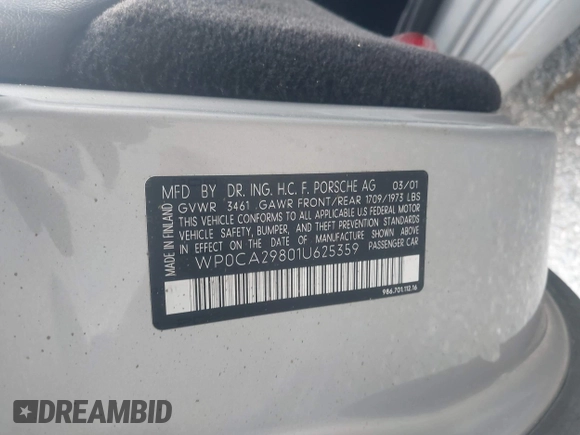 MFD BY DR. ING. H.C. F. PORSCHE AG 03/01
GVWR 3461 .GAWR FRONT/REAR 1709/1973 LBS
THIS VEHICLE CONFORMS TO ALL APPLICABLE U.S FEDERAL MOTOR
VEHICLE SAFETY, BUMPER, AND THEFT PREVENTION STANDARDS
IN EFFECT ON THE DATE OF MANUFACTURE SHOWN ABOVE.
WP0CA29801U625359 PASSENGER CAR
MADE IN FINLAND
986.701.112.16
DREAMBID